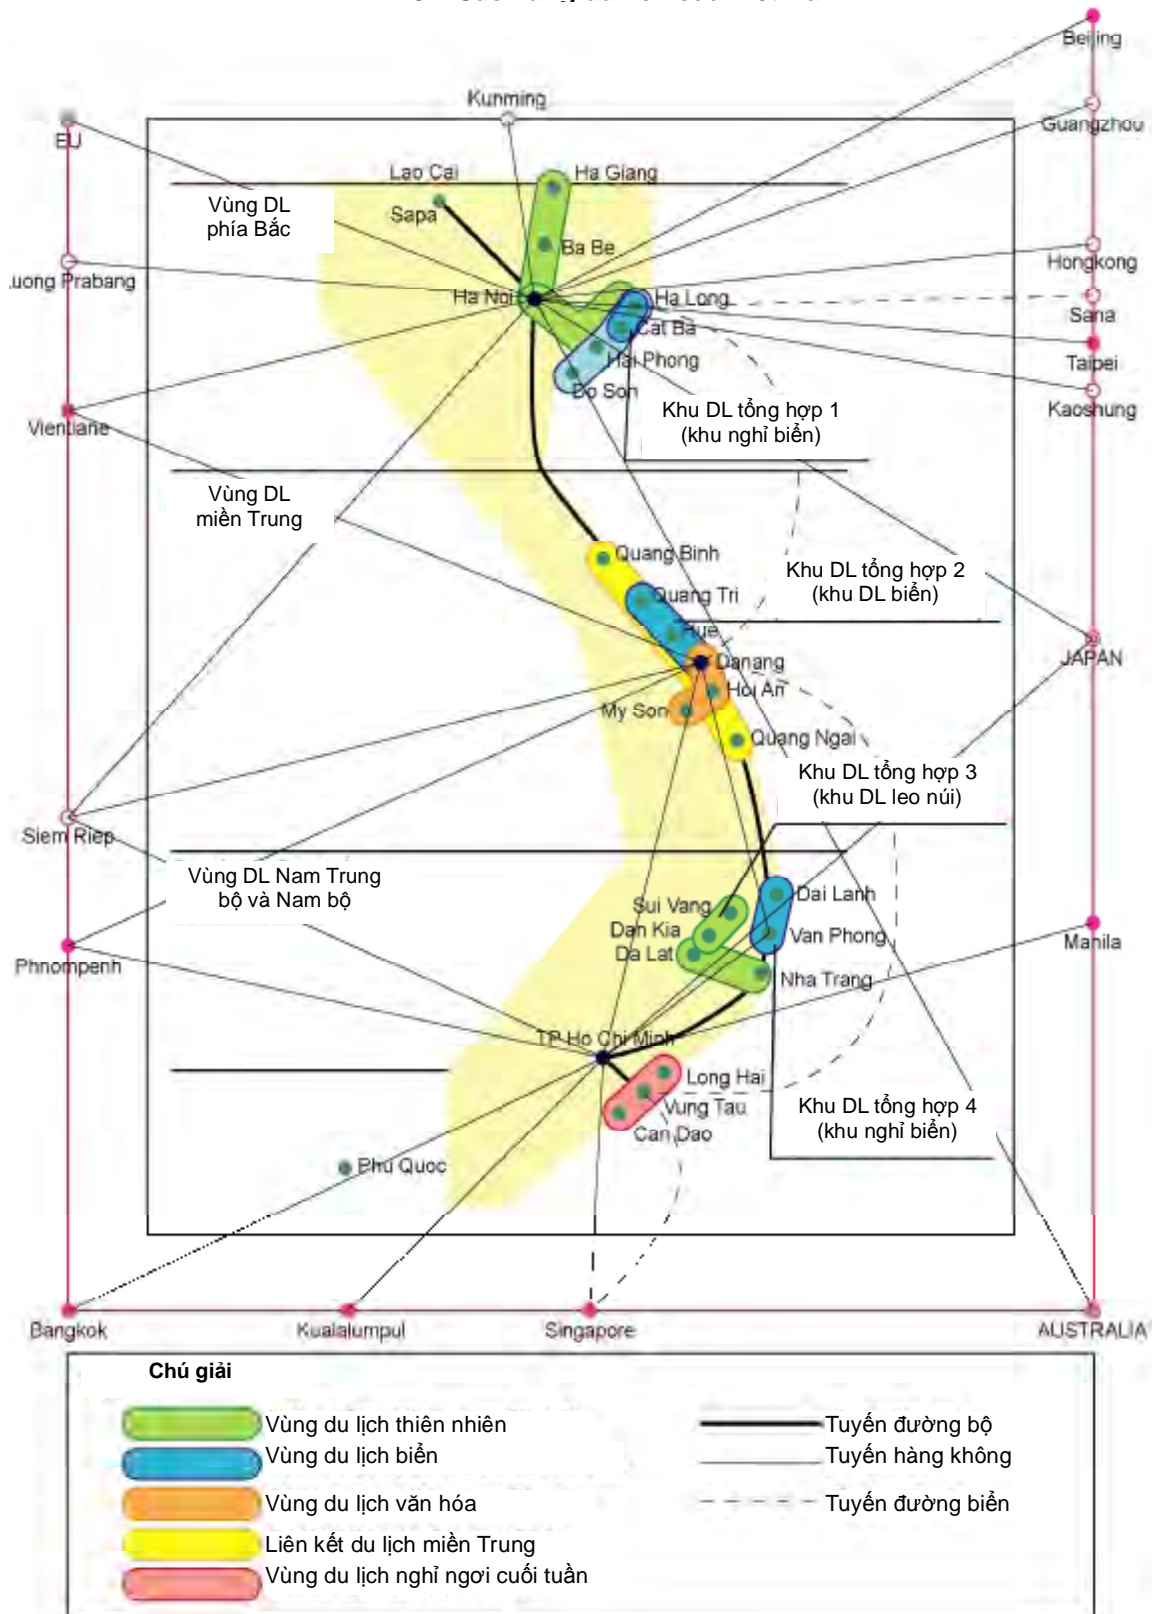 Beijing
Kunming
Guangzhou
EU
Lao Cai
Ha Giang
Vùng DL
phía Bắc
Sapa
Ba Be
Hongkong
uong Prabang
Ha Noi
Ha Long
Sana
Cat Ba
Hai Phong
Taipei
Do Son
Khu DL tổng hợp 1
(khu nghỉ biển)
Kaoshung
Vientiane
Vùng DL
miền Trung
Quang Binh
Khu DL tổng hợp 2
(khu DL biển)
Quang Tri
Hue
Danang
JAPAN
Hoi An
My Son
Quang Ngai
Khu DL tổng hợp 3
(khu DL leo núi)
Siem Riep
Vùng DL Nam Trung
bộ và Nam bộ
Dai Lanh
Sui Vang
Dan Kia
Van Phong
Manila
Da Lat
Phnompenh
Nha Trang
TP Ho Chi Minh
Long Hai
Vung Tau
Can Dao
Khu DL tổng hợp 4
(khu nghỉ biển)
Phu Quoc
Bangkok
Kualalumpul
Singapore
AUSTRALIA
Chú giải
Vùng du lịch thiên nhiên
Vùng du lịch biển
Vùng du lịch văn hóa
Liên kết du lịch miền Trung
Vùng du lịch nghỉ ngơi cuối tuần
Tuyến đường bộ
Tuyến hàng không
Tuyến đường biển